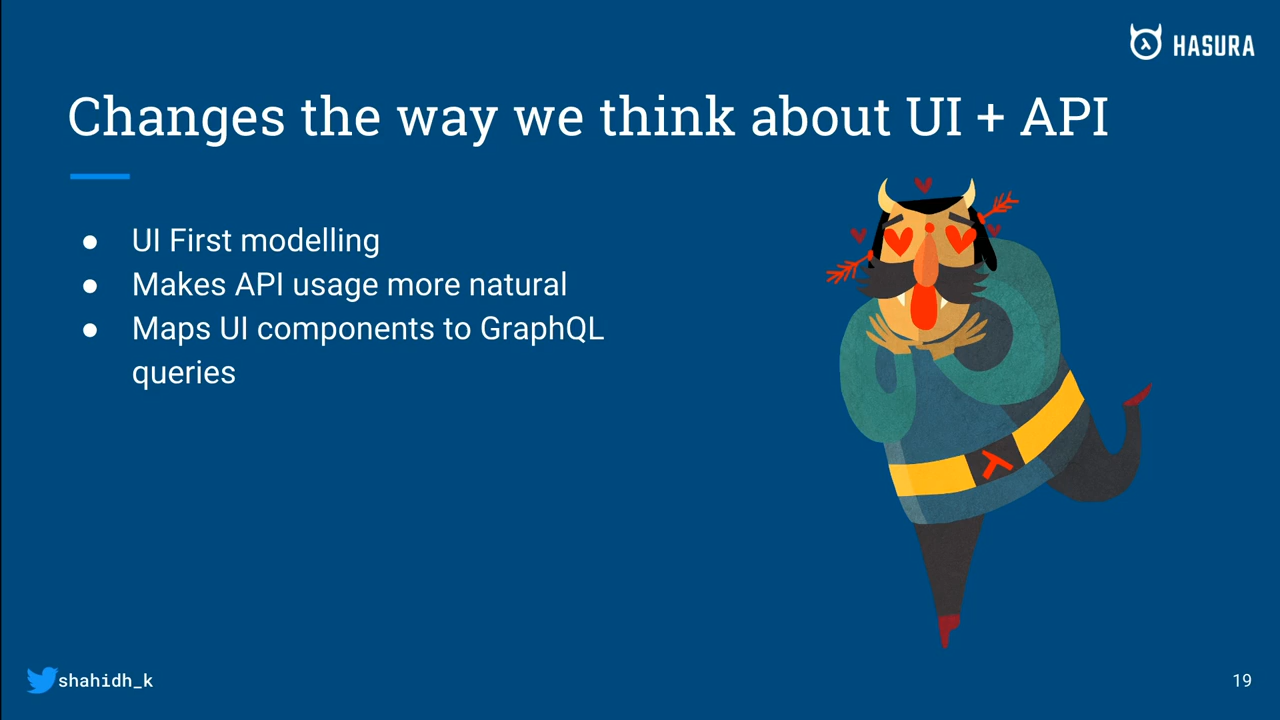 HASURA
Changes the way we think about UI + API
● UI First modelling
● Makes API usage more natural
● Maps UI components to GraphQL
queries
shahidh_k
19